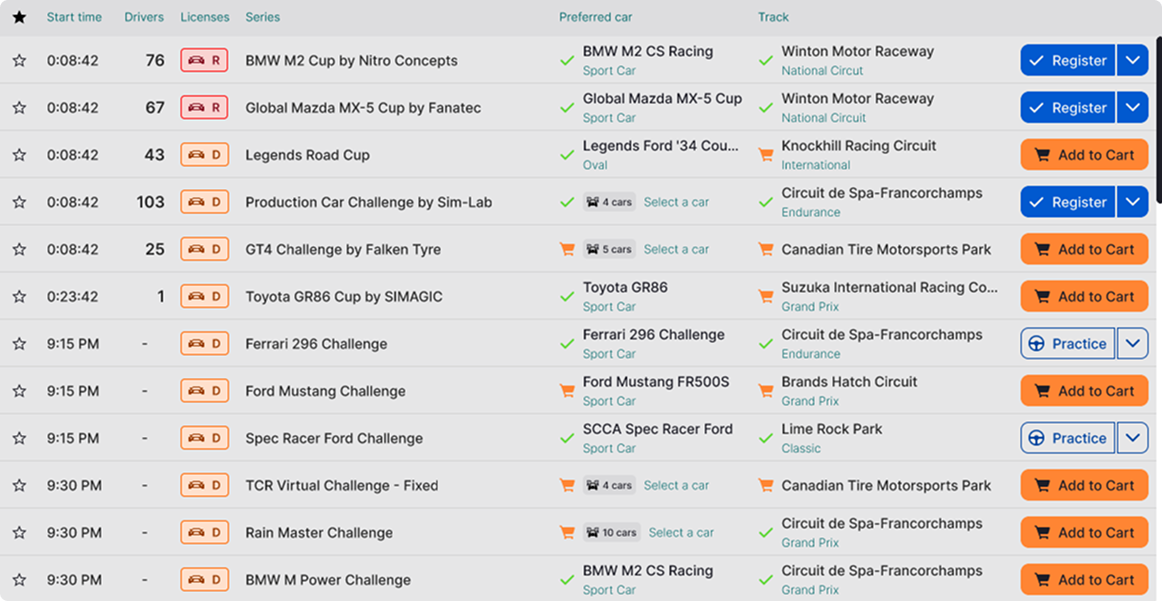 Start time Drivers Licenses Series Preferred car Track
0:08:42 76 R BMW M2 Cup by Nitro Concepts BMW M2 CS Racing Winton Motor Raceway Register
Sport Car National Circut
0:08:42 67 R Global Mazda MX-5 Cup by Fanatec Global Mazda MX-5 Cup Winton Motor Raceway Register
Sport Car National Circuit
0:08:42 43 D Legends Road Cup Legends Ford '34 Cou... Knockhill Racing Circuit Add to Cart
Oval International
0:08:42 103 D Production Car Challenge by Sim-Lab 4 cars Select a car Circuit de Spa-Francorchamps Register
Endurance
0:08:42 25 D GT4 Challenge by Falken Tyre 5 cars Select a car Canadian Tire Motorsports Park Add to Cart
0:23:42 1 D Toyota GR86 Cup by SIMAGIC Toyota GR86 Suzuka International Racing Co... Add to Cart
Sport Car Grand Prix
9:15 PM - D Ferrari 296 Challenge Ferrari 296 Challenge Circuit de Spa-Francorchamps Practice
Sport Car Endurance
9:15 PM - D Ford Mustang Challenge Ford Mustang FR500S Brands Hatch Circuit Add to Cart
Sport Car Grand Prix
9:15 PM - D Spec Racer Ford Challenge SCCA Spec Racer Ford Lime Rock Park Practice
Sport Car Classic
9:30 PM - D TCR Virtual Challenge - Fixed 4 cars Select a car Canadian Tire Motorsports Park Add to Cart
9:30 PM - D Rain Master Challenge 10 cars Select a car Circuit de Spa-Francorchamps Add to Cart
Grand Prix
9:30 PM - D BMW M Power Challenge BMW M2 CS Racing Circuit de Spa-Francorchamps Add to Cart
Sport Car Grand Prix